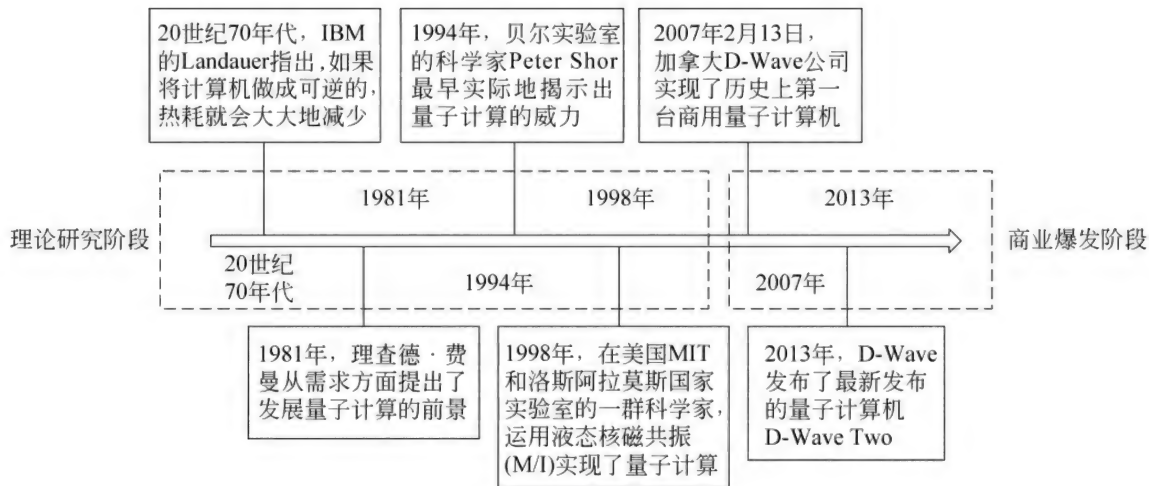 20世纪70年代，IBM
的Landauer指出，如果
将计算机做成可逆的，
热耗就会大大地减少
1994年，贝尔实验室
的科学家Peter Shor
最早实际地揭示出
量子计算的威力
2007年2月13日，
加拿大D-Wave公司
实现了历史上第一
台商用量子计算机
1981年
1998年
2013年
理论研究阶段
商业爆发阶段
20世纪
70年代
1994年
2007年
1981年，理查德·费
曼从需求方面提出了
发展量子计算的前景
1998年，在美国MIT
和洛斯阿拉莫斯国家
实验室的一群科学家，
运用液态核磁共振
(M/I)实现了量子计算
2013年，D-Wave
发布了最新发布
的量子计算机
D-Wave Two